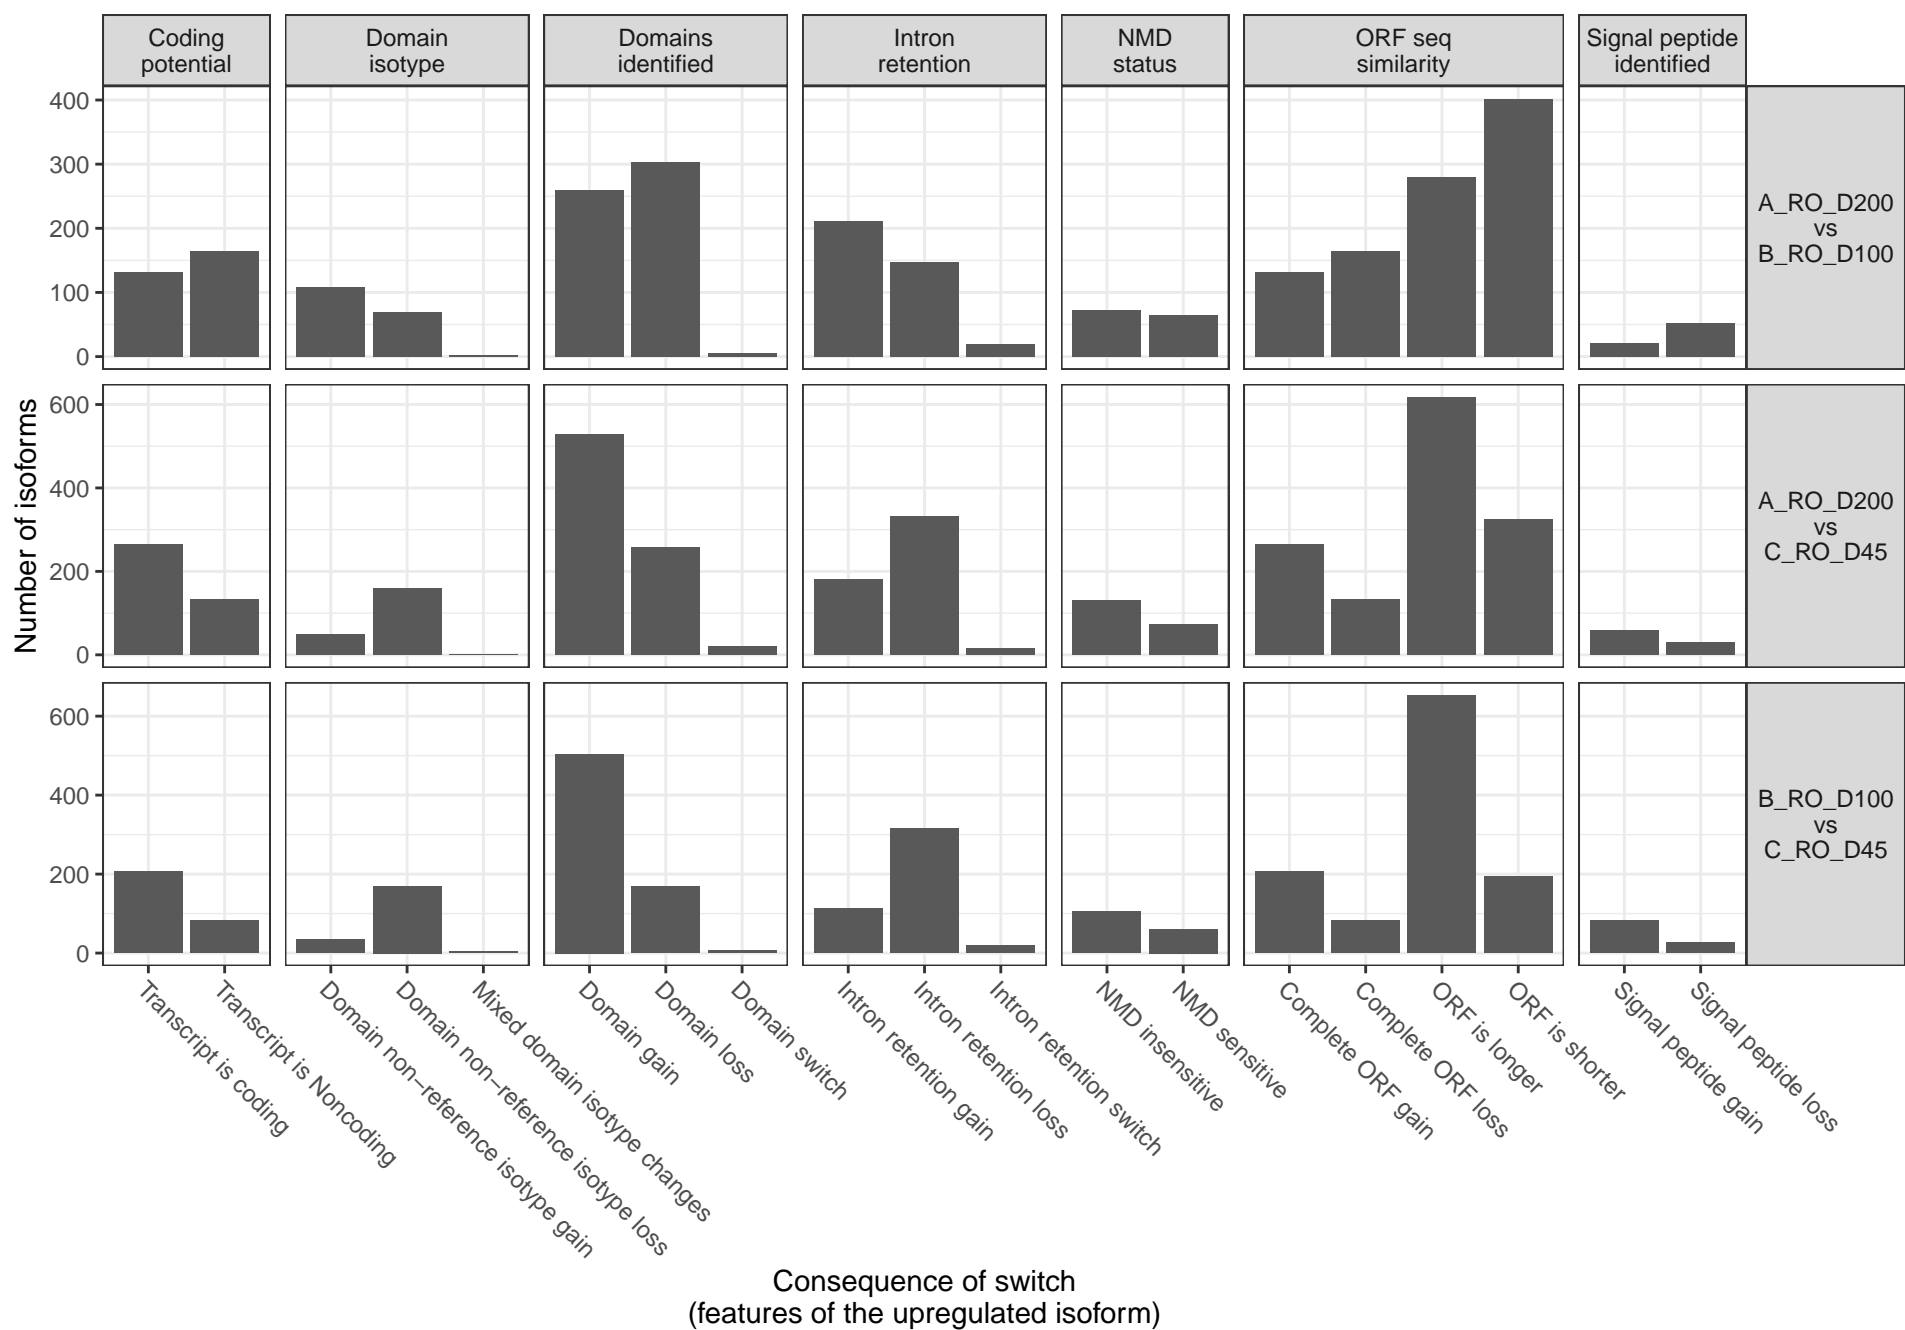 Coding
potential
Domain
isotype
Domains
identified
Intron
retention
NMD
status
ORF seq
similarity
Signal peptide
identified
Number of isoforms
400
300
200
100
0
A_RO_D200
vs
B_RO_D100
600
400
200
0
A_RO_D200
vs
C_RO_D45
600
400
200
0
B_RO_D100
vs
C_RO_D45
Transcript is coding
Transcript is Noncoding
Domain non−reference isotype gain
Domain non−reference isotype loss
Mixed domain isotype changes
Domain gain
Domain loss
Domain switch
Intron retention gain
Intron retention loss
Intron retention switch
NMD insensitive
NMD sensitive
Complete ORF gain
Complete ORF loss
ORF is longer
ORF is shorter
Signal peptide gain
Signal peptide loss
Consequence of switch
(features of the upregulated isoform)